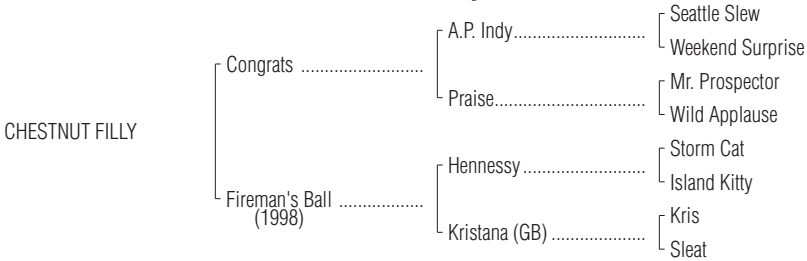 Seattle Slew
A.P. Indy..............................
Weekend Surprise
Congrats .........................
Mr. Prospector
Praise..................................
Wild Applause
CHESTNUT FILLY
Storm Cat
Hennessy ............................
Island Kitty
Fireman's Ball .................
(1998)
Kris
Kristana (GB) .....................
Sleat